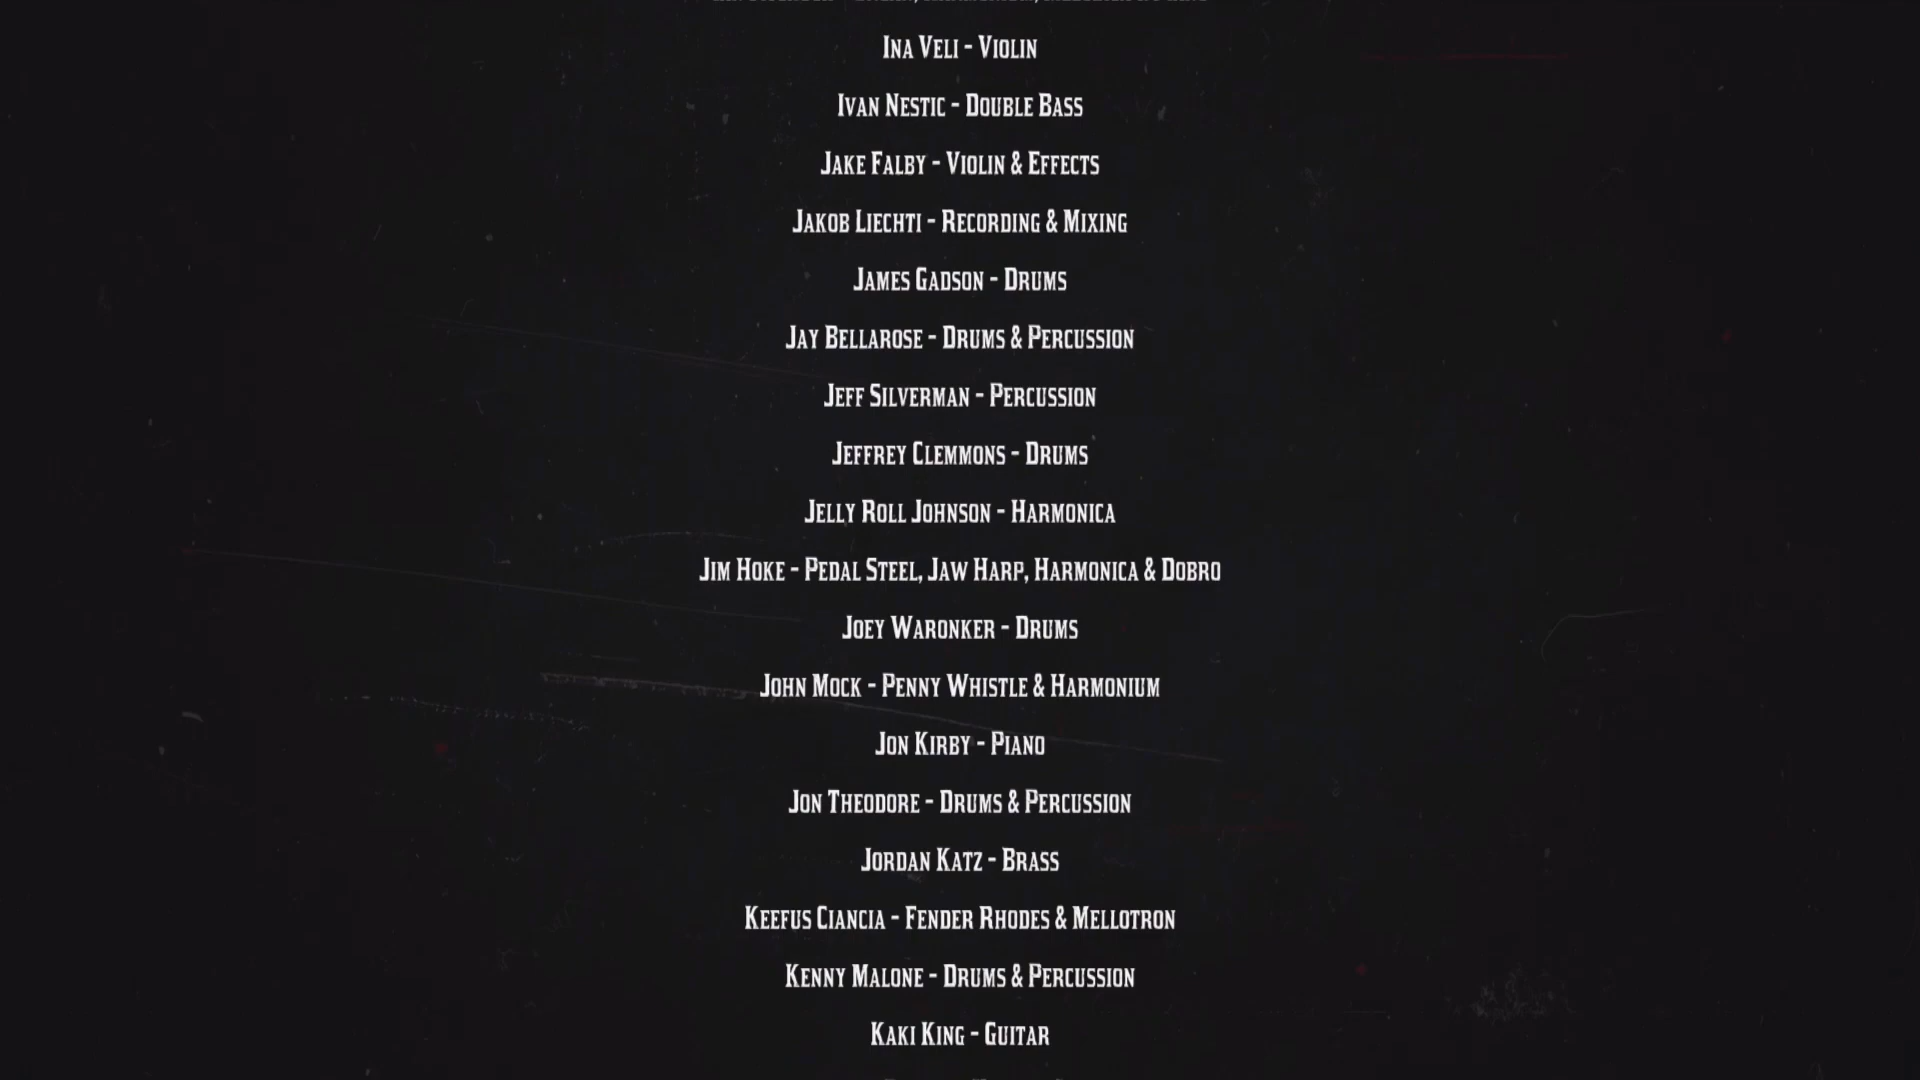 Ina Veli - Violin
Ivan Nestic - Double Bass
Jake Falby - Violin & Effects
Jakob Liechti - Recording & Mixing
James Gadson - Drums
Jay Bellarose - Drums & Percussion
Jeff Silverman - Percussion
Jeffrey Clemmons - Drums
Jelly Roll Johnson - Harmonica
Jim Hoke - Pedal Steel, Jaw Harp, Harmonica & Dobro
Joey Waronker - Drums
John Mock - Penny Whistle & Harmonium
Jon Kirby - Piano
Jon Theodore - Drums & Percussion
Jordan Katz - Brass
Keefus Ciancia - Fender Rhodes & Mellotron
Kenny Malone - Drums & Percussion
Kaki King - Guitar